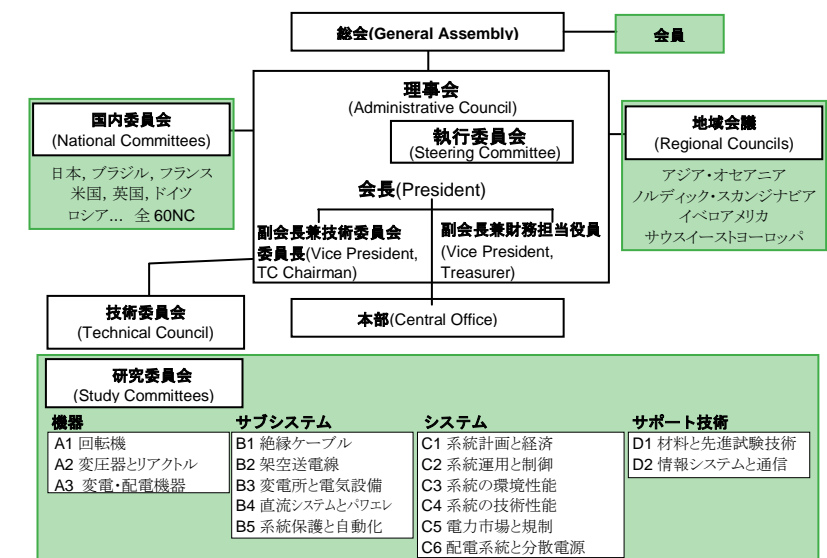 総会(General Assembly)
会員
理事会
(Administrative Council)
国内委員会
(National Committees)
日本, ブラジル, フランス
米国, 英国, ドイツ
ロシア... 全 60NC
執行委員会
(Steering Committee)
地域会議
(Regional Councils)
アジア・オセアニア
ノルディック・スカンジナビア
イベロアメリカ
サウスイーストヨーロッパ
会長(President)
副会長兼技術委員会
委員長(Vice President,
TC Chairman)
副会長兼財務担当役員
(Vice President,
Treasurer)
技術委員会
(Technical Council)
本部(Central Office)
研究委員会
(Study Committees)
機器
A1 回転機
A2 変圧器とリアクトル
A3 変電・配電機器
サブシステム
B1 絶縁ケーブル
B2 架空送電線
B3 変電所と電気設備
B4 直流システムとパワエレ
B5 系統保護と自動化
システム
C1 系統計画と経済
C2 系統運用と制御
C3 系統の環境性能
C4 系統の技術性能
C5 電力市場と規制
C6 配電系統と分散電源
サポート技術
D1 材料と先進試験技術
D2 情報システムと通信